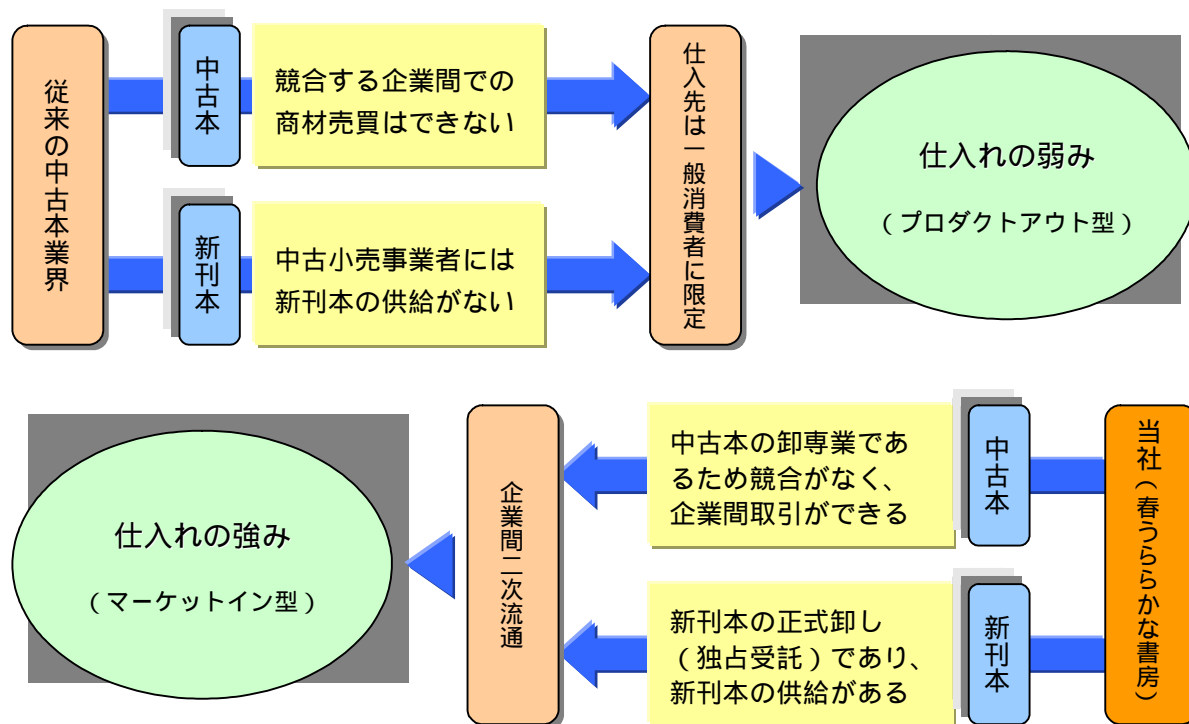 従来の中古本業界
中古本
競合する企業間での
商材売買はできない
新刊本
中古小売事業者には
新刊本の供給がない
仕入先は一般消費者に限定
仕入れの弱み
（プロダクトアウト型）
当社（春うららかな書房）
中古本
中古本の卸専業であ
るため競合がなく、
企業間取引ができる
新刊本
新刊本の正式卸し
（独占受託）であり、
新刊本の供給がある
企業間二次流通
仕入れの強み
（マーケットイン型）